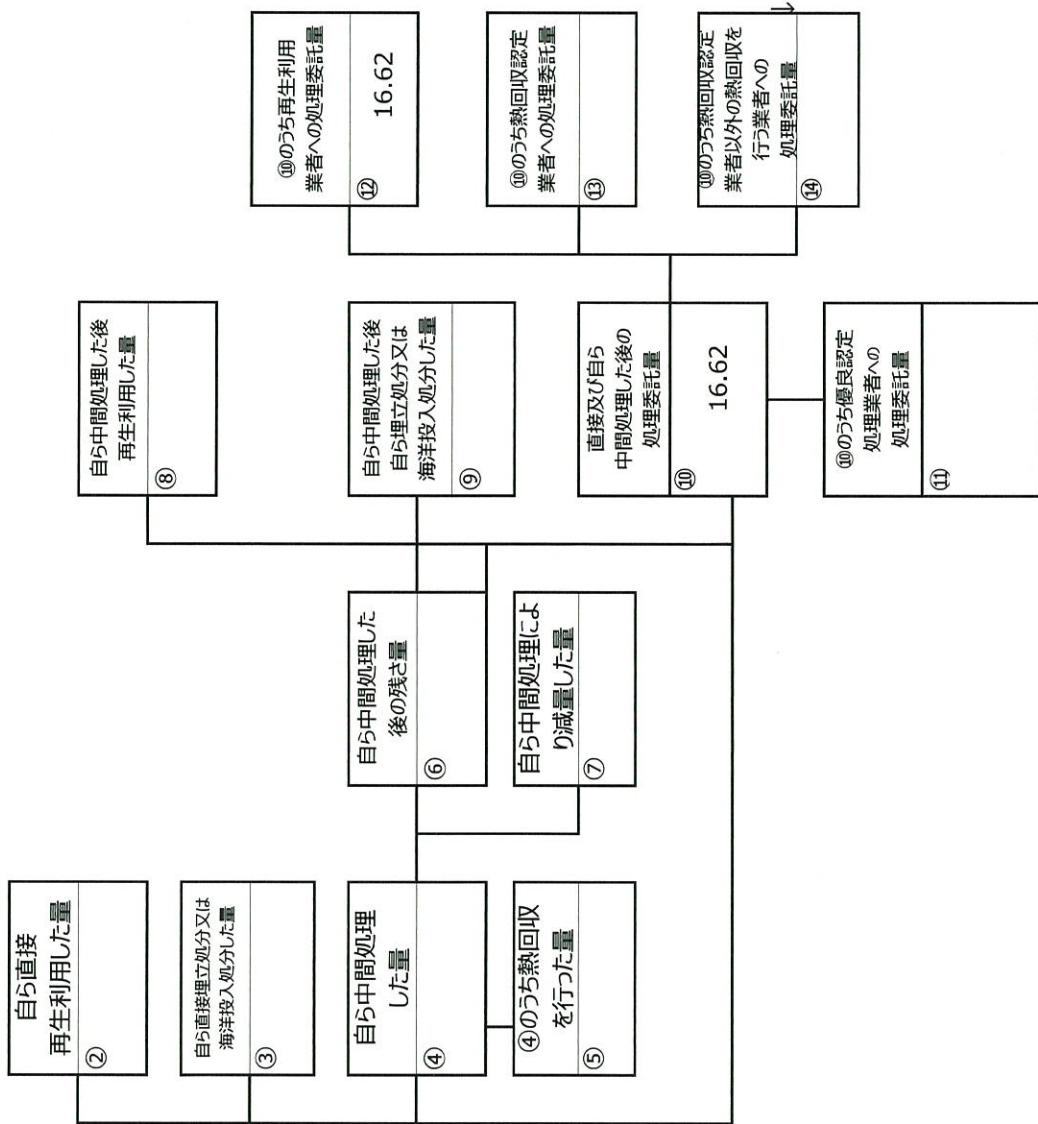 自ら直接
再生利用した量
②
自ら直接埋立処分又は
海洋投入処分した量
③
自ら中間処理
した量
④
④のうち熱回収
を行った量
⑤
自ら中間処理した
後の残さ量
⑥
自ら中間処理によ
り減量した量
⑦
自ら中間処理した後
再生利用した量
⑧
自ら中間処理した後
自ら埋立処分又は
海洋投入処分した量
⑨
直接及び自ら
中間処理した後の
処理委託量
⑩
16.62
⑩のうち優良認定
処理業者への
処理委託量
⑪
⑩のうち再生利用
業者への処理委託量
⑫
16.62
⑩のうち熱回収認定
業者への処理委託量
⑬
⑩のうち熱回収認定
業者以外の熱回収を
行う業者への
処理委託量
⑭